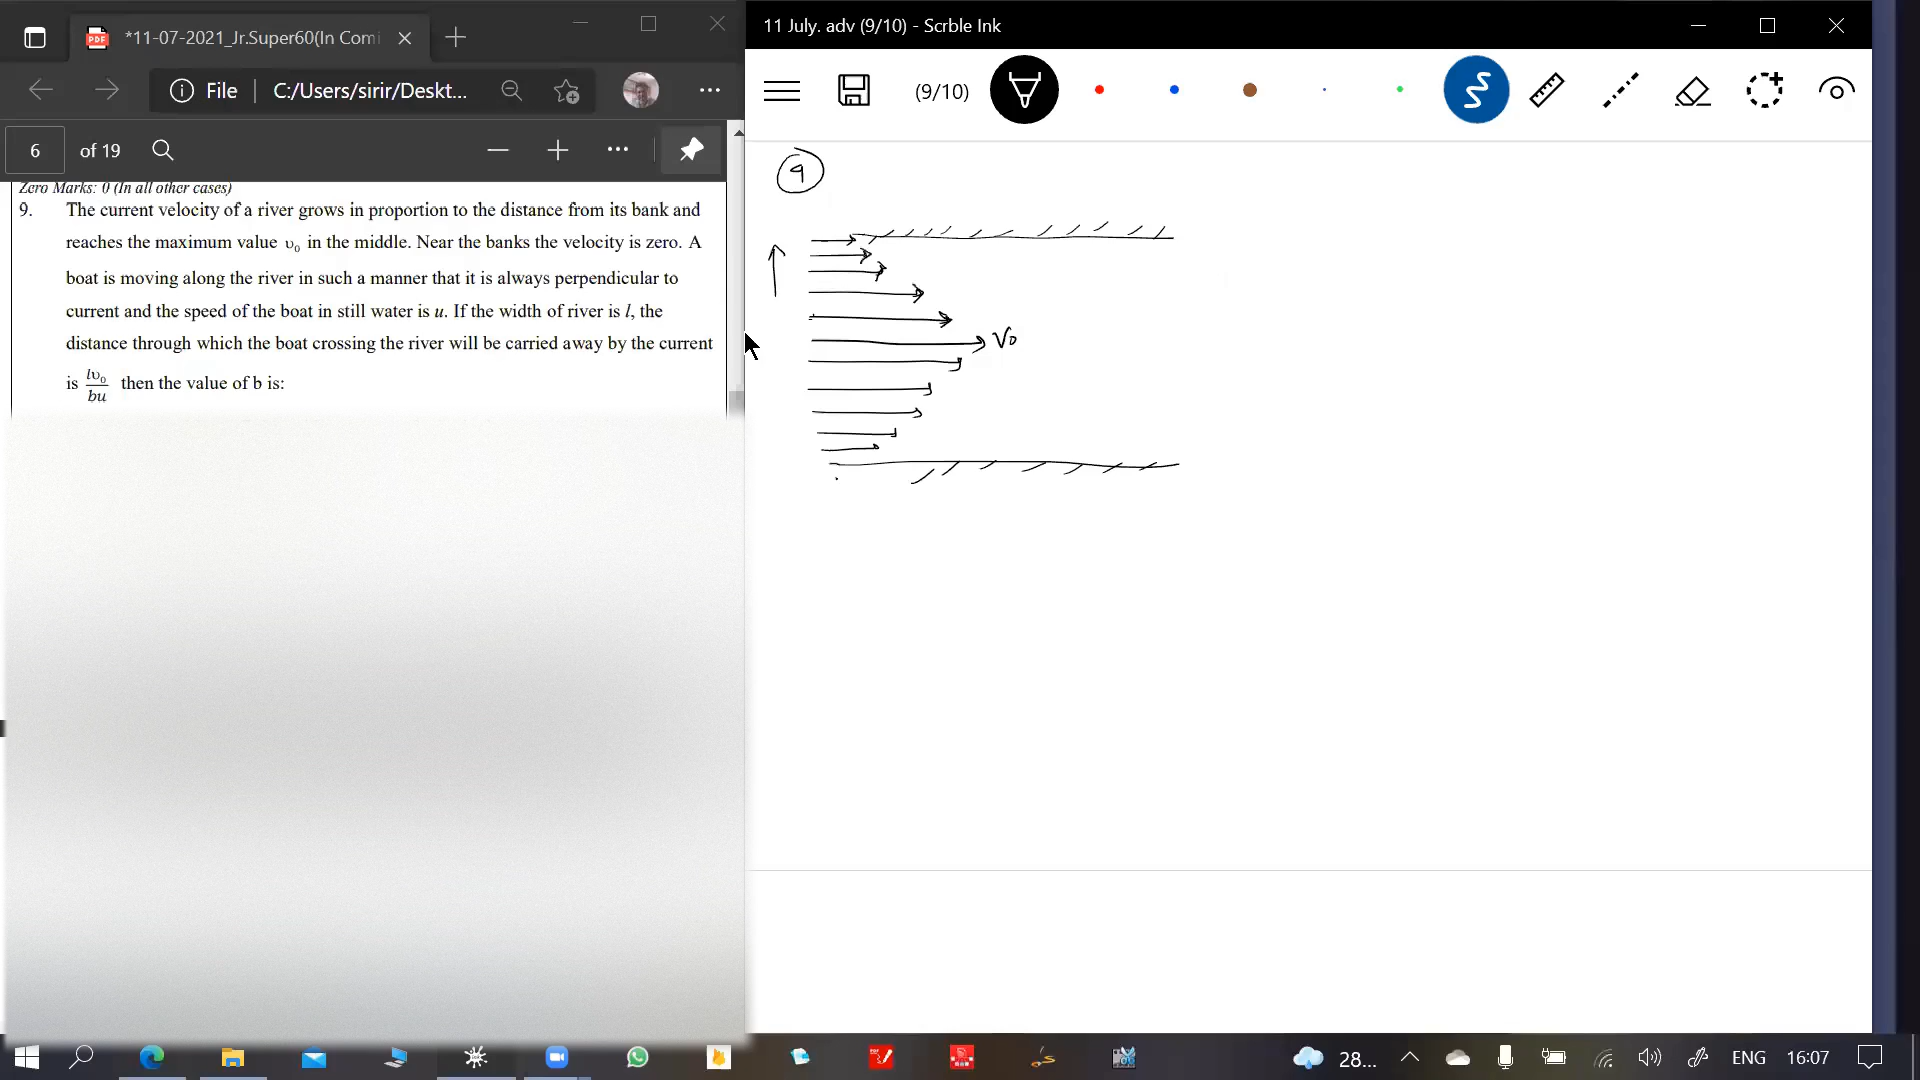 *11-07-2021_Jr.Super60(In Comi
File
C:/Users/sirir/Deskt...
6 of 19
Zero Marks: 0 (In all other cases)
9. The current velocity of a river grows in proportion to the distance from its bank and
reaches the maximum value υ₀ in the middle. Near the banks the velocity is zero. A
boat is moving along the river in such a manner that it is always perpendicular to
current and the speed of the boat in still water is u. If the width of river is l, the
distance through which the boat crossing the river will be carried away by the current
is lυ₀/bu then the value of b is:
11 July. adv (9/10) - Scrble Ink
(9/10)
9
V₀
28...
ENG
16:07